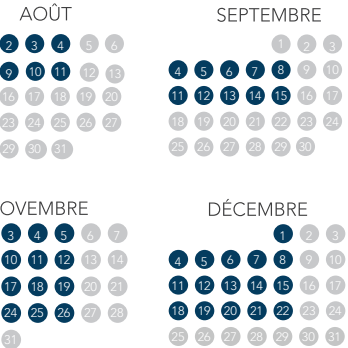 AOÛT
2 3 4 5 6
9 10 11 12 13
16 17 18 19 20
23 24 25 26 27
29 30 31
SEPTEMBRE
1 2 3
4 5 6 7 8 9 10
11 12 13 14 15 16 17
18 19 20 21 22 23 24
25 26 27 28 29 30
OVEMBRE
3 4 5 6 7
10 11 12 13 14
17 18 19 20 21
24 25 26 27 28
31
DÉCEMBRE
1 2 3
4 5 6 7 8 9 10
11 12 13 14 15 16 17
18 19 20 21 22 23 24
25 26 27 28 29 30 31